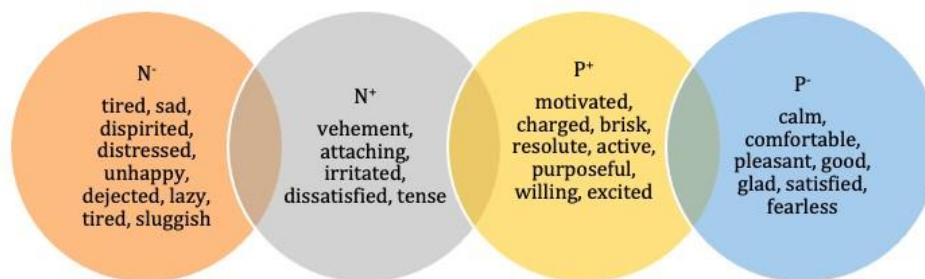 N-
tired, sad,
dispirited,
distressed,
unhappy,
dejected, lazy,
tired, sluggish
N+
vehement,
attaching,
irritated,
dissatisfied, tense
P+
motivated,
charged, brisk,
resolute, active,
purposeful,
willing, excited
P-
calm,
comfortable,
pleasant, good,
glad, satisfied,
fearless